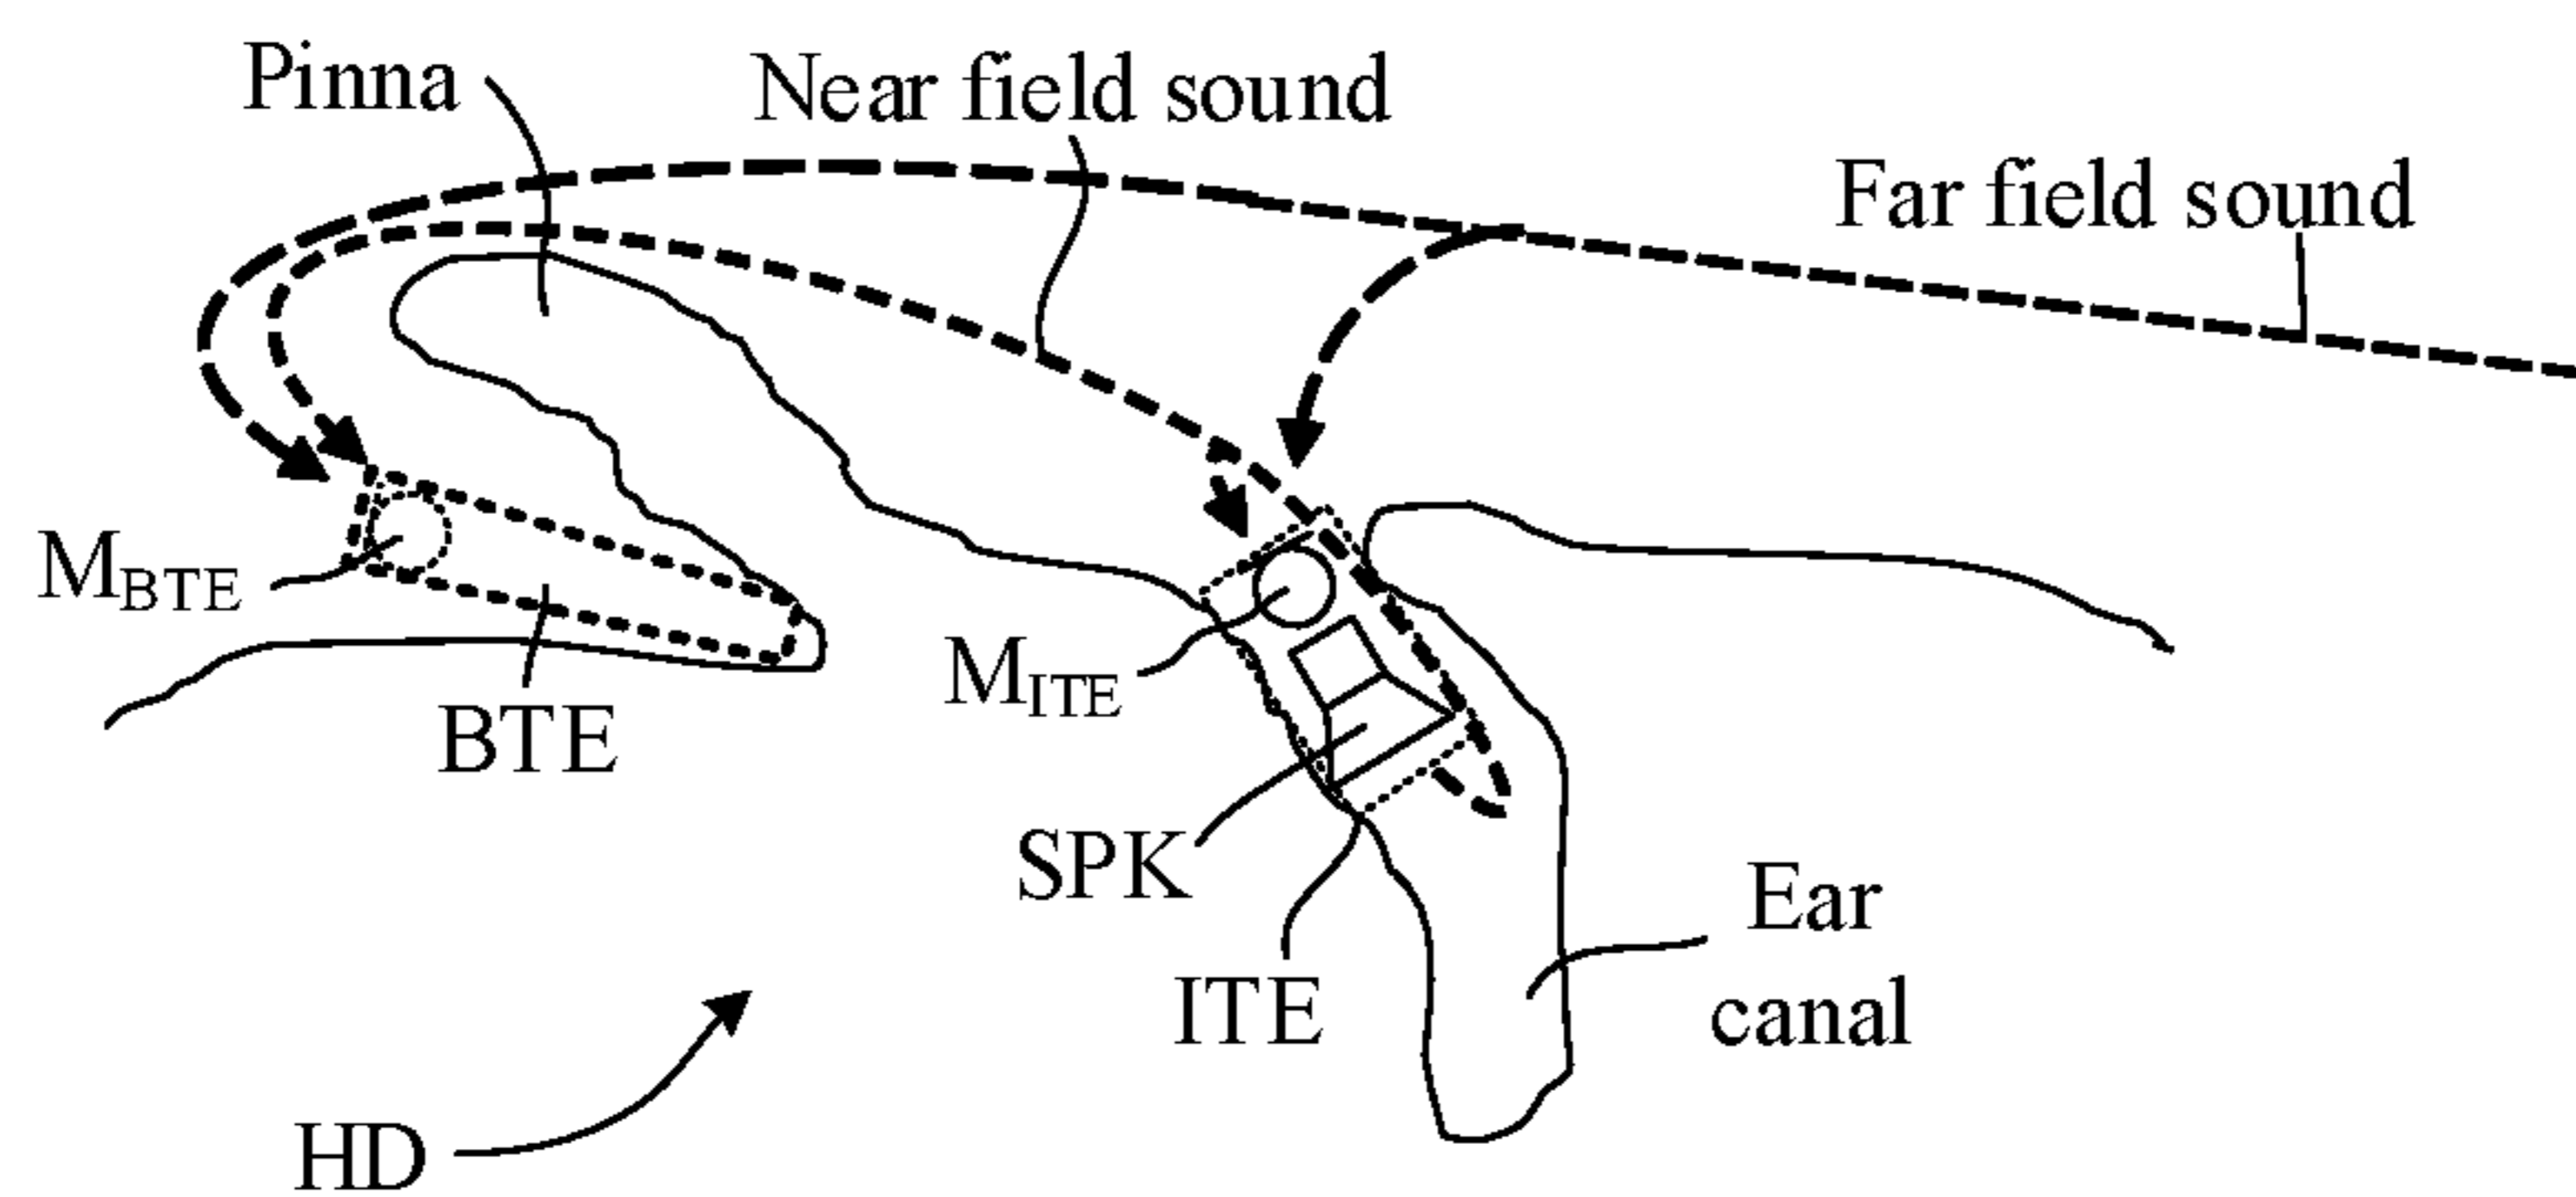 Pinna
Near field sound
Far field sound
MBTE
MITE
BTE
SPK
Ear
canal
ITE
HD